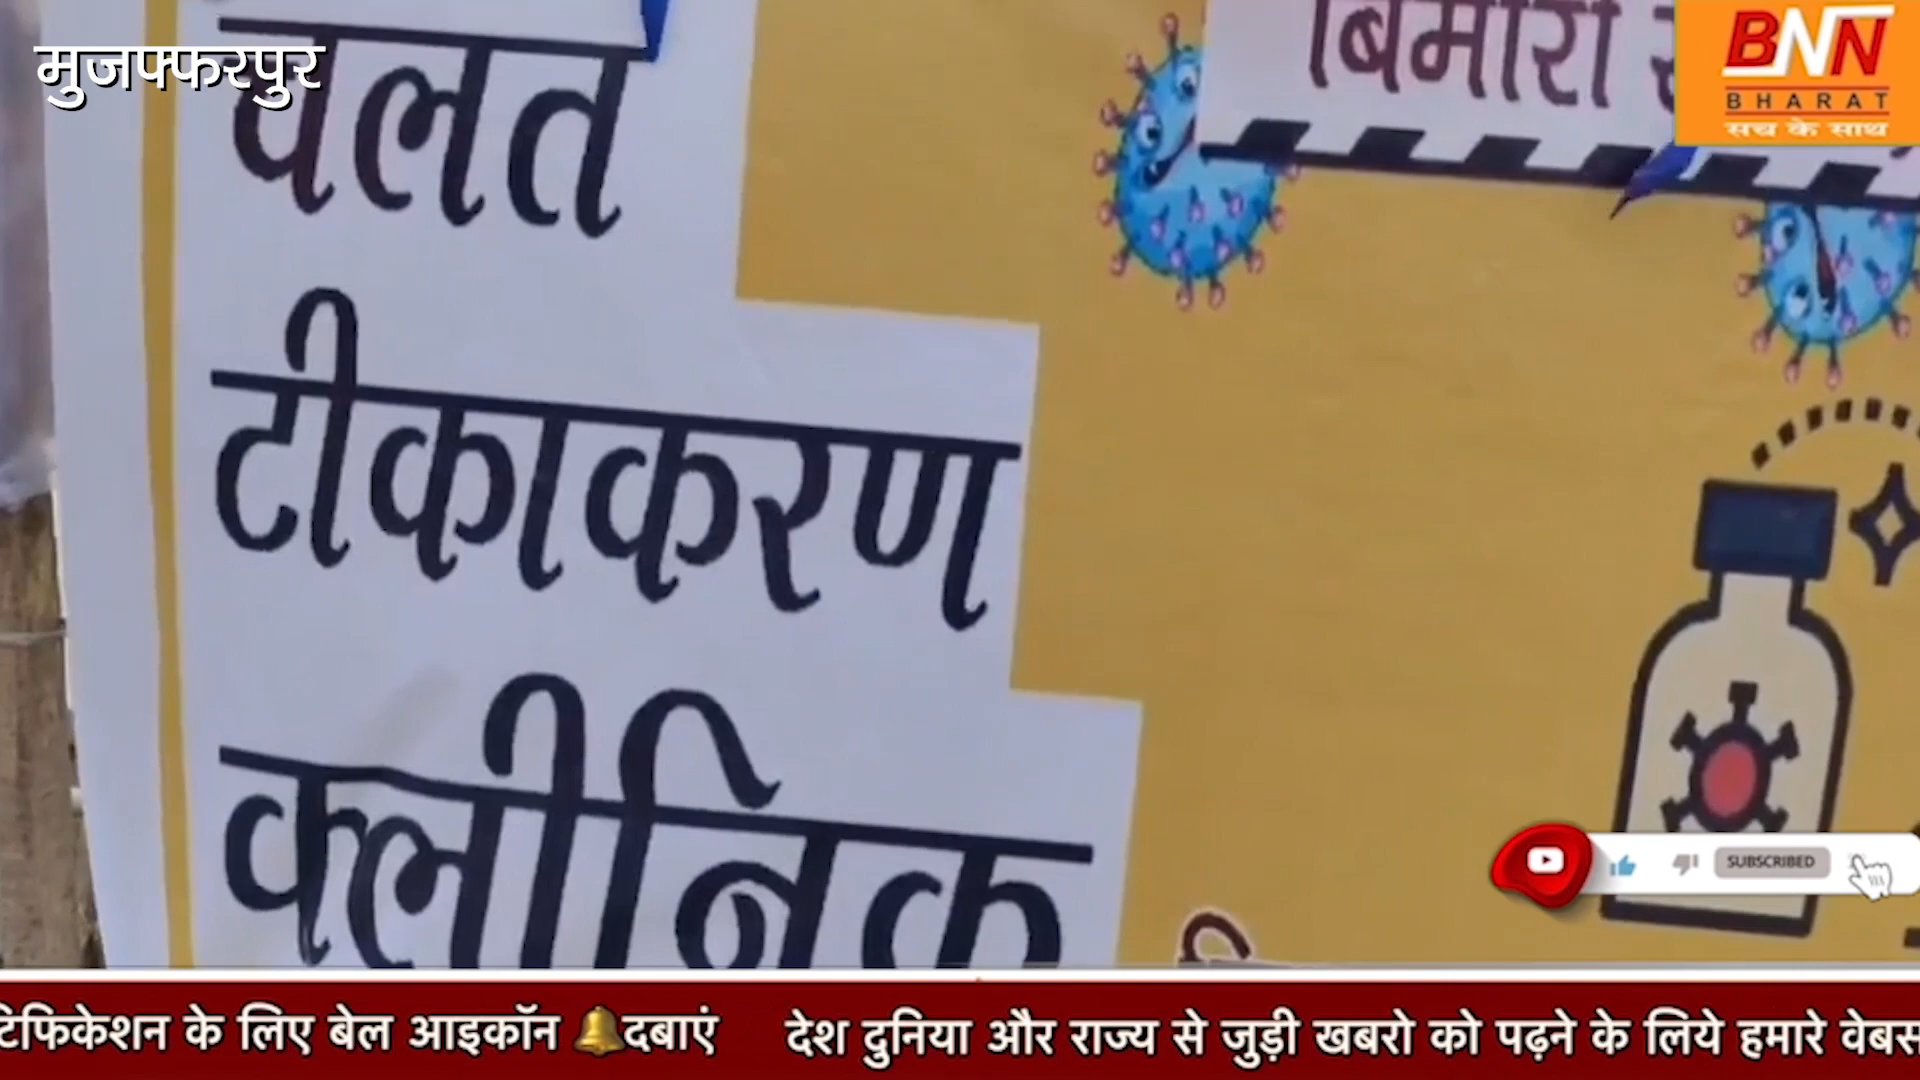 मुजफ्फरपुर
चलंत
बिमारी
BNN
BHARAT
सच के साथ
टीकाकरण
क्लीनिक
SUBSCRIBED
टिफिकेशन के लिए बेल आइकॉन 🔔दबाएं देश दुनिया और राज्य से जुड़ी खबरो को पढ़ने के लिये हमारे वेबस